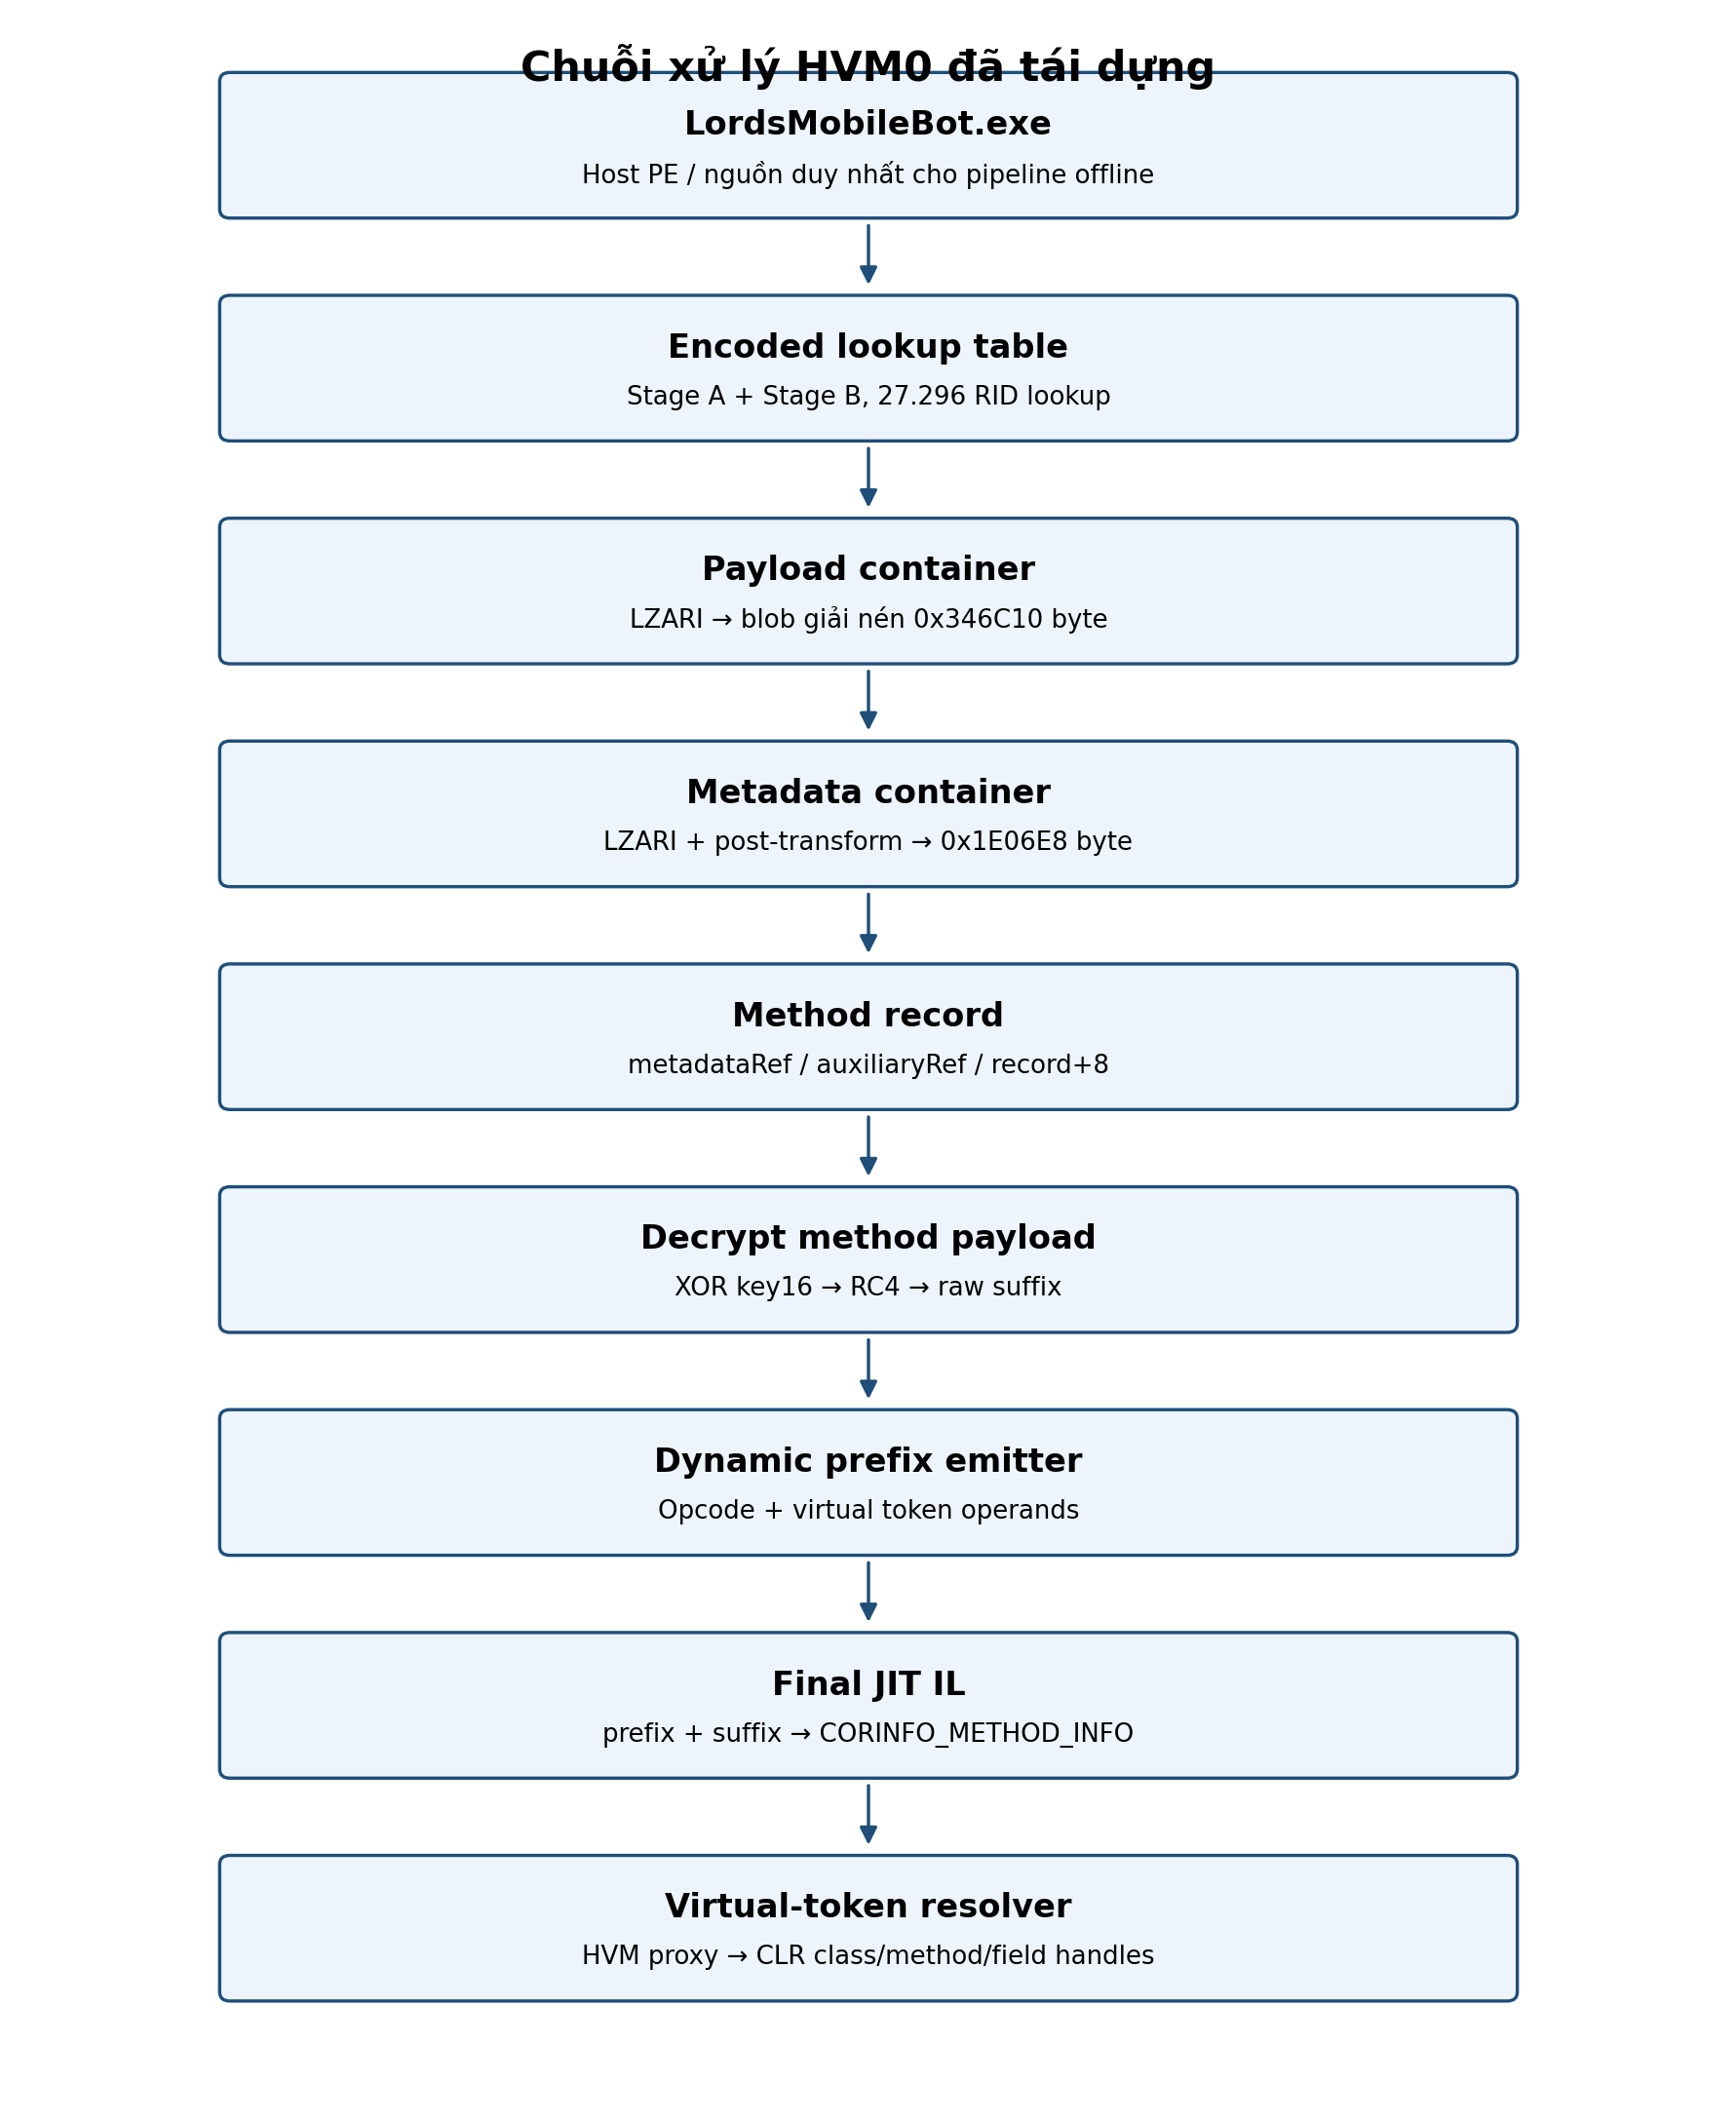 Chuỗi xử lý HVM0 đã tái dựng
LordsMobileBot.exe
Host PE / nguồn duy nhất cho pipeline offline
Encoded lookup table
Stage A + Stage B, 27.296 RID lookup
Payload container
LZARI → blob giải nén 0x346C10 byte
Metadata container
LZARI + post-transform → 0x1E06E8 byte
Method record
metadataRef / auxiliaryRef / record+8
Decrypt method payload
XOR key16 → RC4 → raw suffix
Dynamic prefix emitter
Opcode + virtual token operands
Final JIT IL
prefix + suffix → CORINFO_METHOD_INFO
Virtual-token resolver
HVM proxy → CLR class/method/field handles